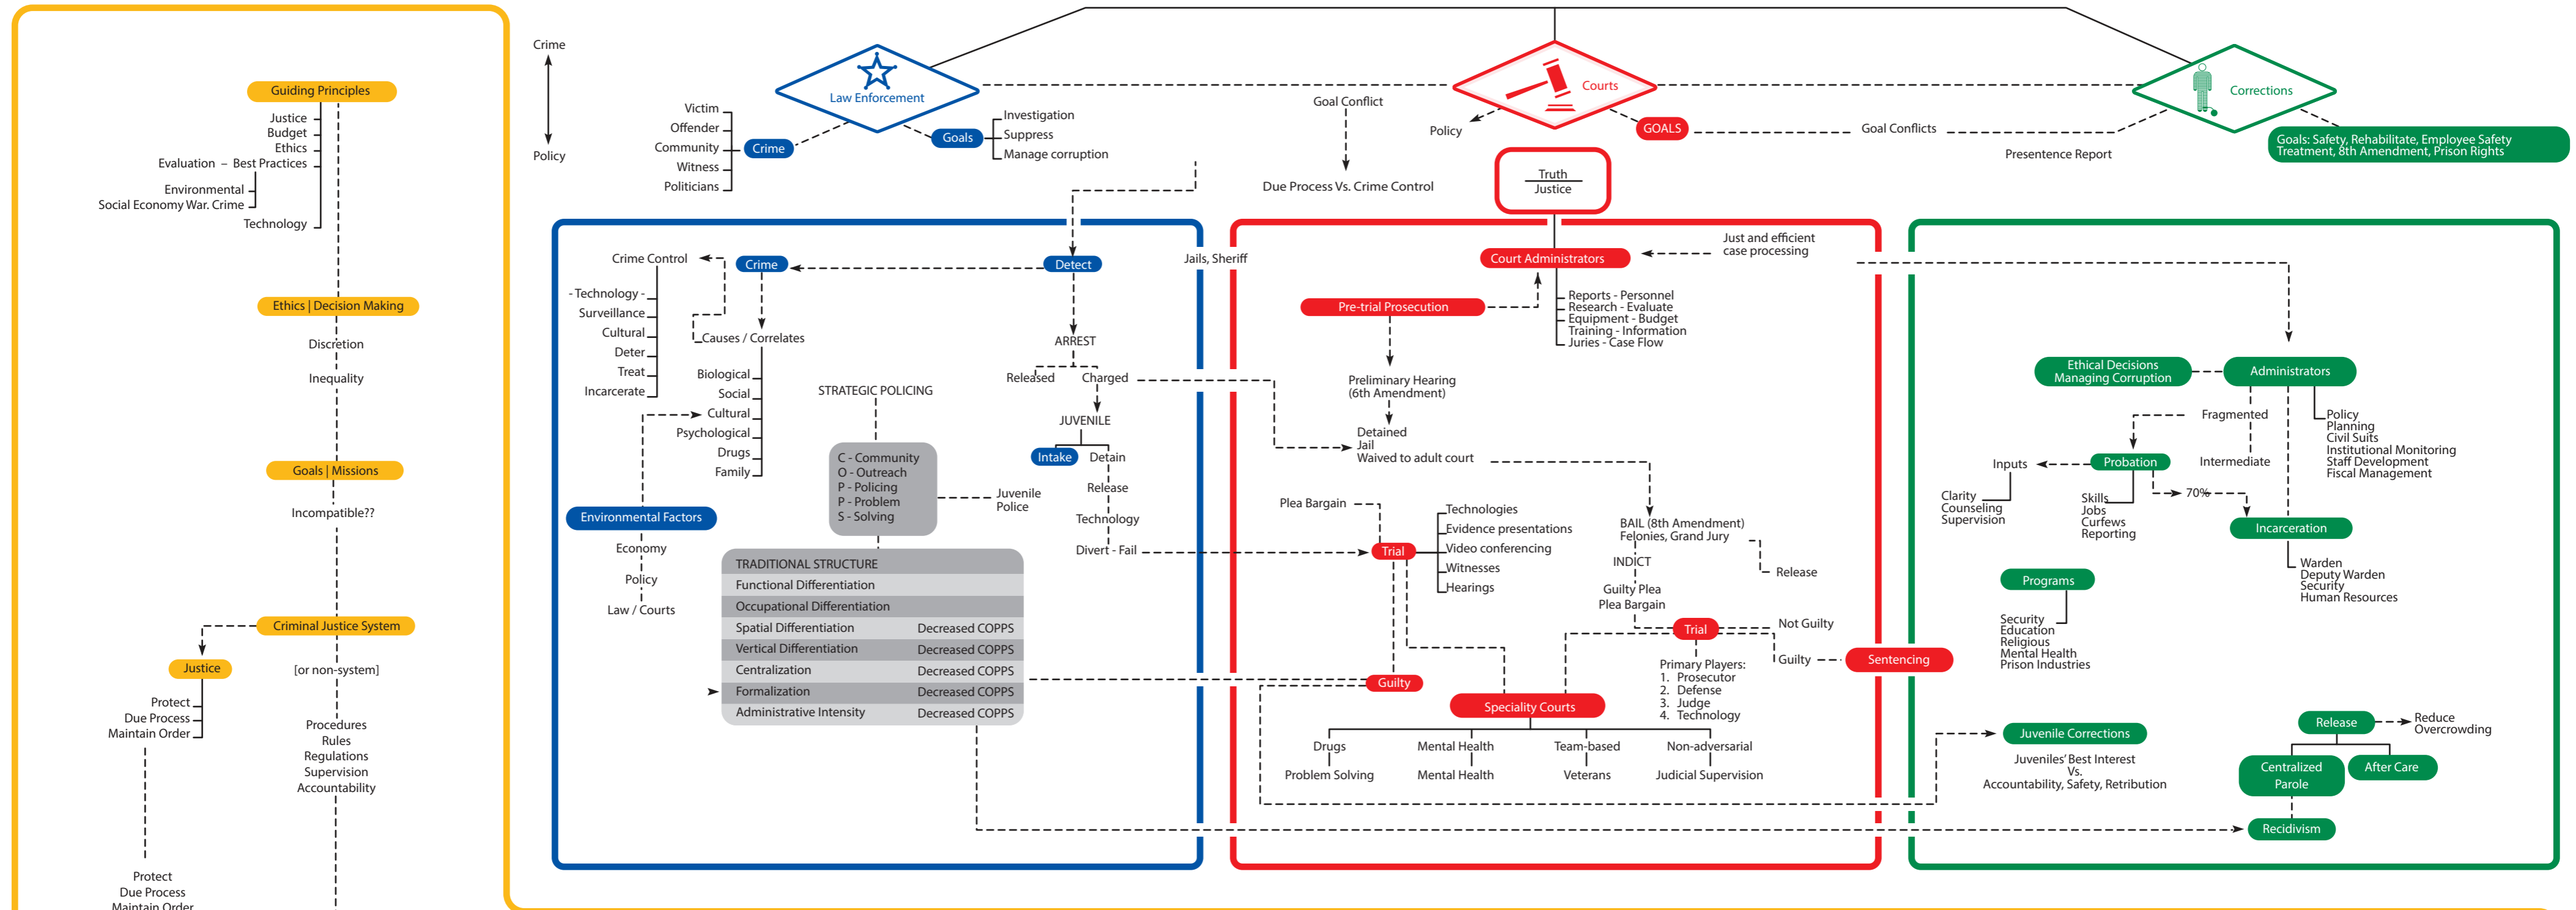 Guiding Principles
Justice
Budget
Ethics
Evaluation – Best Practices
Environmental
Social Economy War. Crime
Technology
Ethics | Decision Making
Discretion
Inequality
Goals | Missions
Incompatible??
Criminal Justice System
Justice
[or non-system]
Protect
Due Process
Maintain Order
Procedures
Rules
Regulations
Supervision
Accountability
Protect
Due Process
Maintain Order
Crime
Policy
Law Enforcement
Victim
Offender
Community
Witness
Politicians
Crime
Goals
Investigation
Suppress
Manage corruption
Goal Conflict
Due Process Vs. Crime Control
Courts
Policy
GOALS
Goal Conflicts
Presentence Report
Corrections
Goals: Safety, Rehabilitate, Employee Safety
Treatment, 8th Amendment, Prison Rights
Truth
Justice
Crime Control
- Technology -
Surveillance
Cultural
Deter
Treat
Incarcerate
Crime
Causes / Correlates
Biological
Social
Cultural
Psychological
Drugs
Family
Environmental Factors
Economy
Policy
Law / Courts
Detect
ARREST
Released
Charged
JUVENILE
Intake
Detain
Release
Technology
Divert - Fail
STRATEGIC POLICING
C - Community
O - Outreach
P - Policing
P - Problem
S - Solving
Juvenile
Police
TRADITIONAL STRUCTURE
Functional Differentiation
Occupational Differentiation
Spatial Differentiation Decreased COPPS
Vertical Differentiation Decreased COPPS
Centralization Decreased COPPS
Formalization Decreased COPPS
Administrative Intensity Decreased COPPS
Jails, Sheriff
Court Administrators
Just and efficient
case processing
Reports - Personnel
Research - Evaluate
Equipment - Budget
Training - Information
Juries - Case Flow
Pre-trial Prosecution
Preliminary Hearing
(6th Amendment)
Detained
Jail
Waived to adult court
Plea Bargain
Trial
Technologies
Evidence presentations
Video conferencing
Witnesses
Hearings
BAIL (8th Amendment)
Felonies, Grand Jury
INDICT
Release
Guilty Plea
Plea Bargain
Trial
Not Guilty
Guilty
Sentencing
Primary Players:
1. Prosecutor
2. Defense
3. Judge
4. Technology
Guilty
Speciality Courts
Drugs
Mental Health
Team-based
Non-adversarial
Problem Solving
Mental Health
Veterans
Judicial Supervision
Ethical Decisions
Managing Corruption
Administrators
Fragmented
Intermediate
Policy
Planning
Civil Suits
Institutional Monitoring
Staff Development
Fiscal Management
Inputs
Probation
70%
Clarity
Counseling
Supervision
Skills
Jobs
Curfews
Reporting
Incarceration
Warden
Deputy Warden
Security
Human Resources
Programs
Security
Education
Religious
Mental Health
Prison Industries
Juvenile Corrections
Juveniles' Best Interest
Vs.
Accountability, Safety, Retribution
Release
Reduce
Overcrowding
Centralized
Parole
After Care
Recidivism